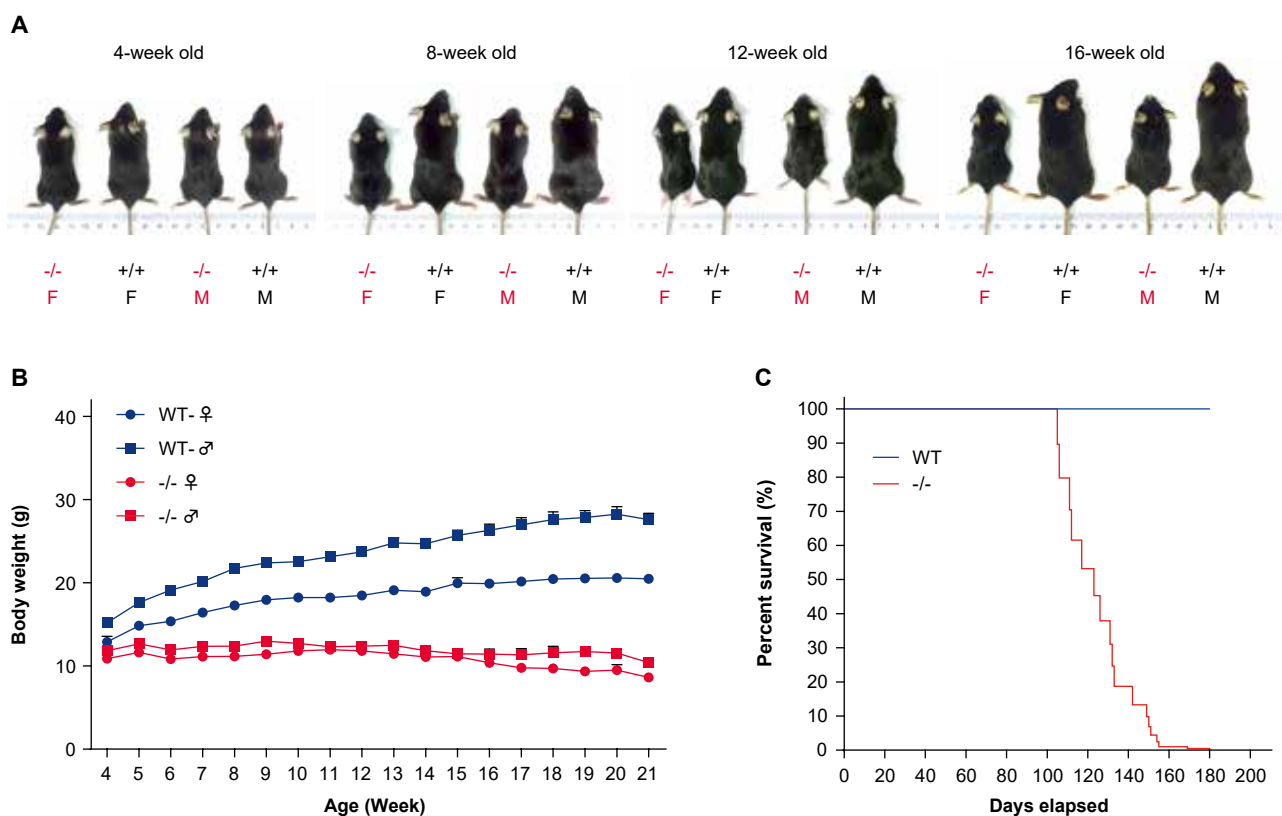 A
4-week old 8-week old 12-week old 16-week old
-/- +/+ -/- +/+ -/- +/+ -/- +/+ -/- +/+ -/- +/+ -/- +/+ -/- +/+
F F M M F F M M F F M M F F M M
B
WT- ♀
WT- ♂
-/- ♀
-/- ♂
Body weight (g)
40
30
20
10
0
4 5 6 7 8 9 10 11 12 13 14 15 16 17 18 19 20 21
Age (Week)
C
WT
-/-
Percent survival (%)
100
90
80
70
60
50
40
30
20
10
0
0 20 40 60 80 100 120 140 160 180 200
Days elapsed